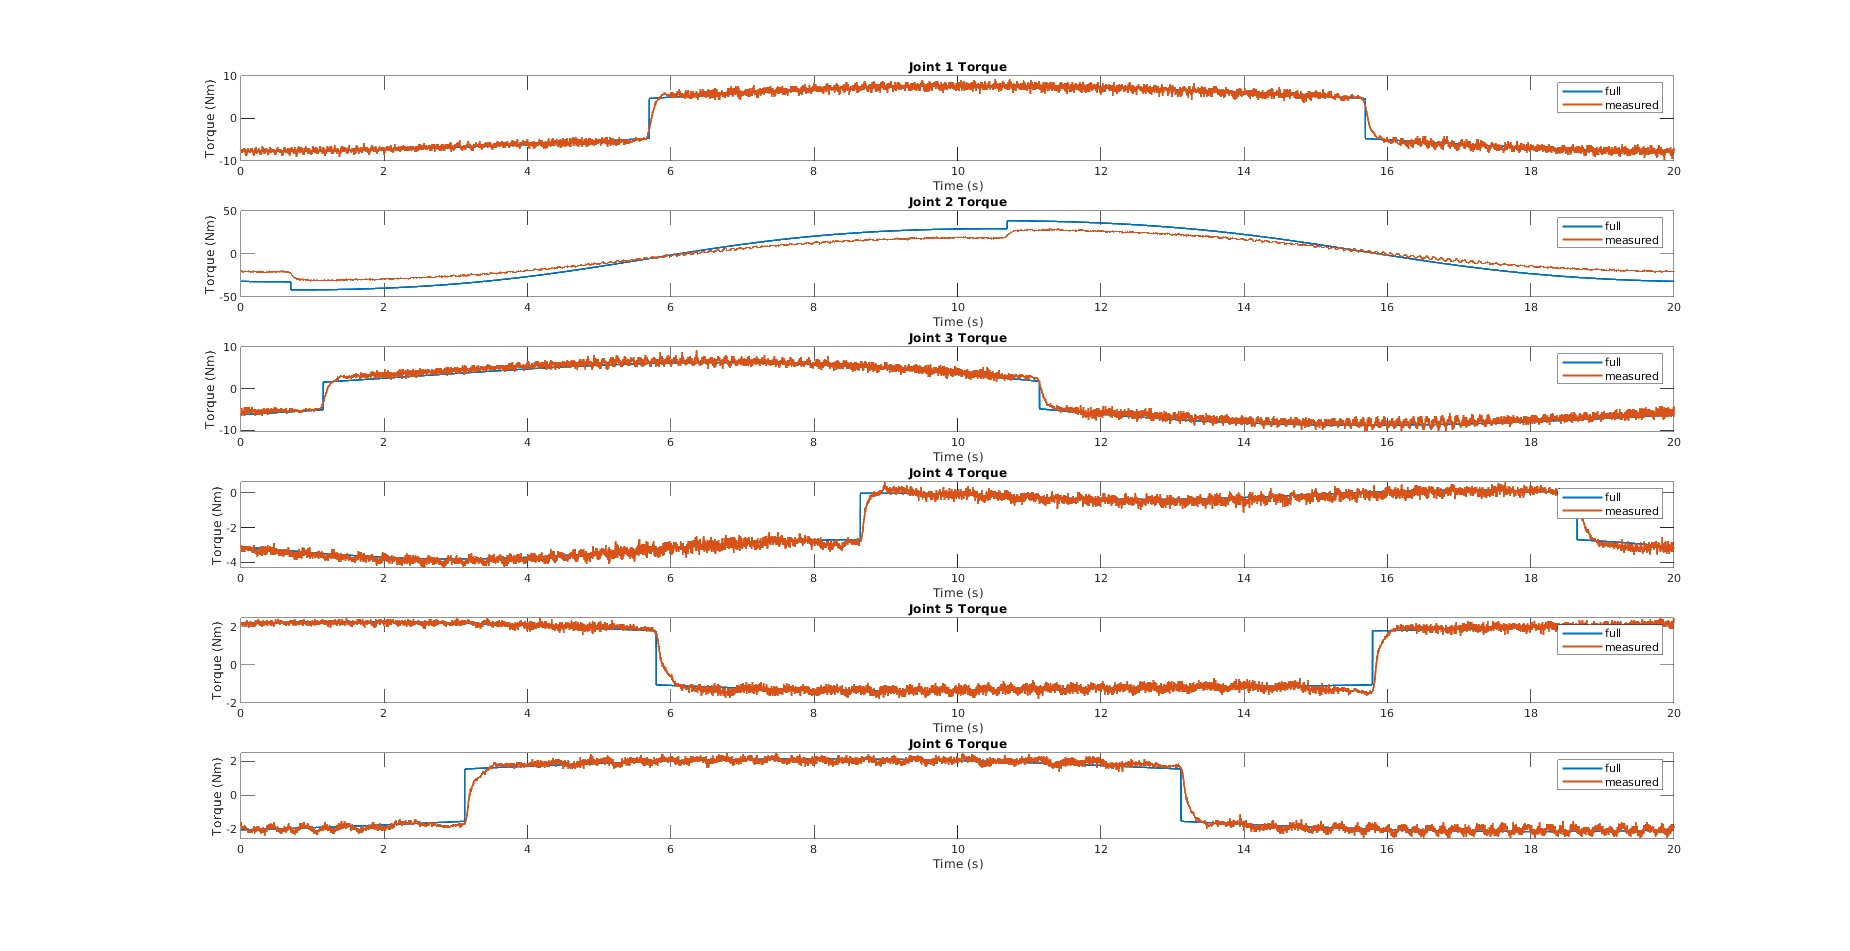 Joint 1 Torque
Torque (Nm)
10
0
-10
full
measured
0 2 4 6 8 10 12 14 16 18 20
Time (s)
Joint 2 Torque
Torque (Nm)
50
0
-50
full
measured
0 2 4 6 8 10 12 14 16 18 20
Time (s)
Joint 3 Torque
Torque (Nm)
10
0
-10
full
measured
0 2 4 6 8 10 12 14 16 18 20
Time (s)
Joint 4 Torque
Torque (Nm)
0
-2
-4
full
measured
0 2 4 6 8 10 12 14 16 18 20
Time (s)
Joint 5 Torque
Torque (Nm)
2
0
-2
full
measured
0 2 4 6 8 10 12 14 16 18 20
Time (s)
Joint 6 Torque
Torque (Nm)
2
0
-2
full
measured
0 2 4 6 8 10 12 14 16 18 20
Time (s)